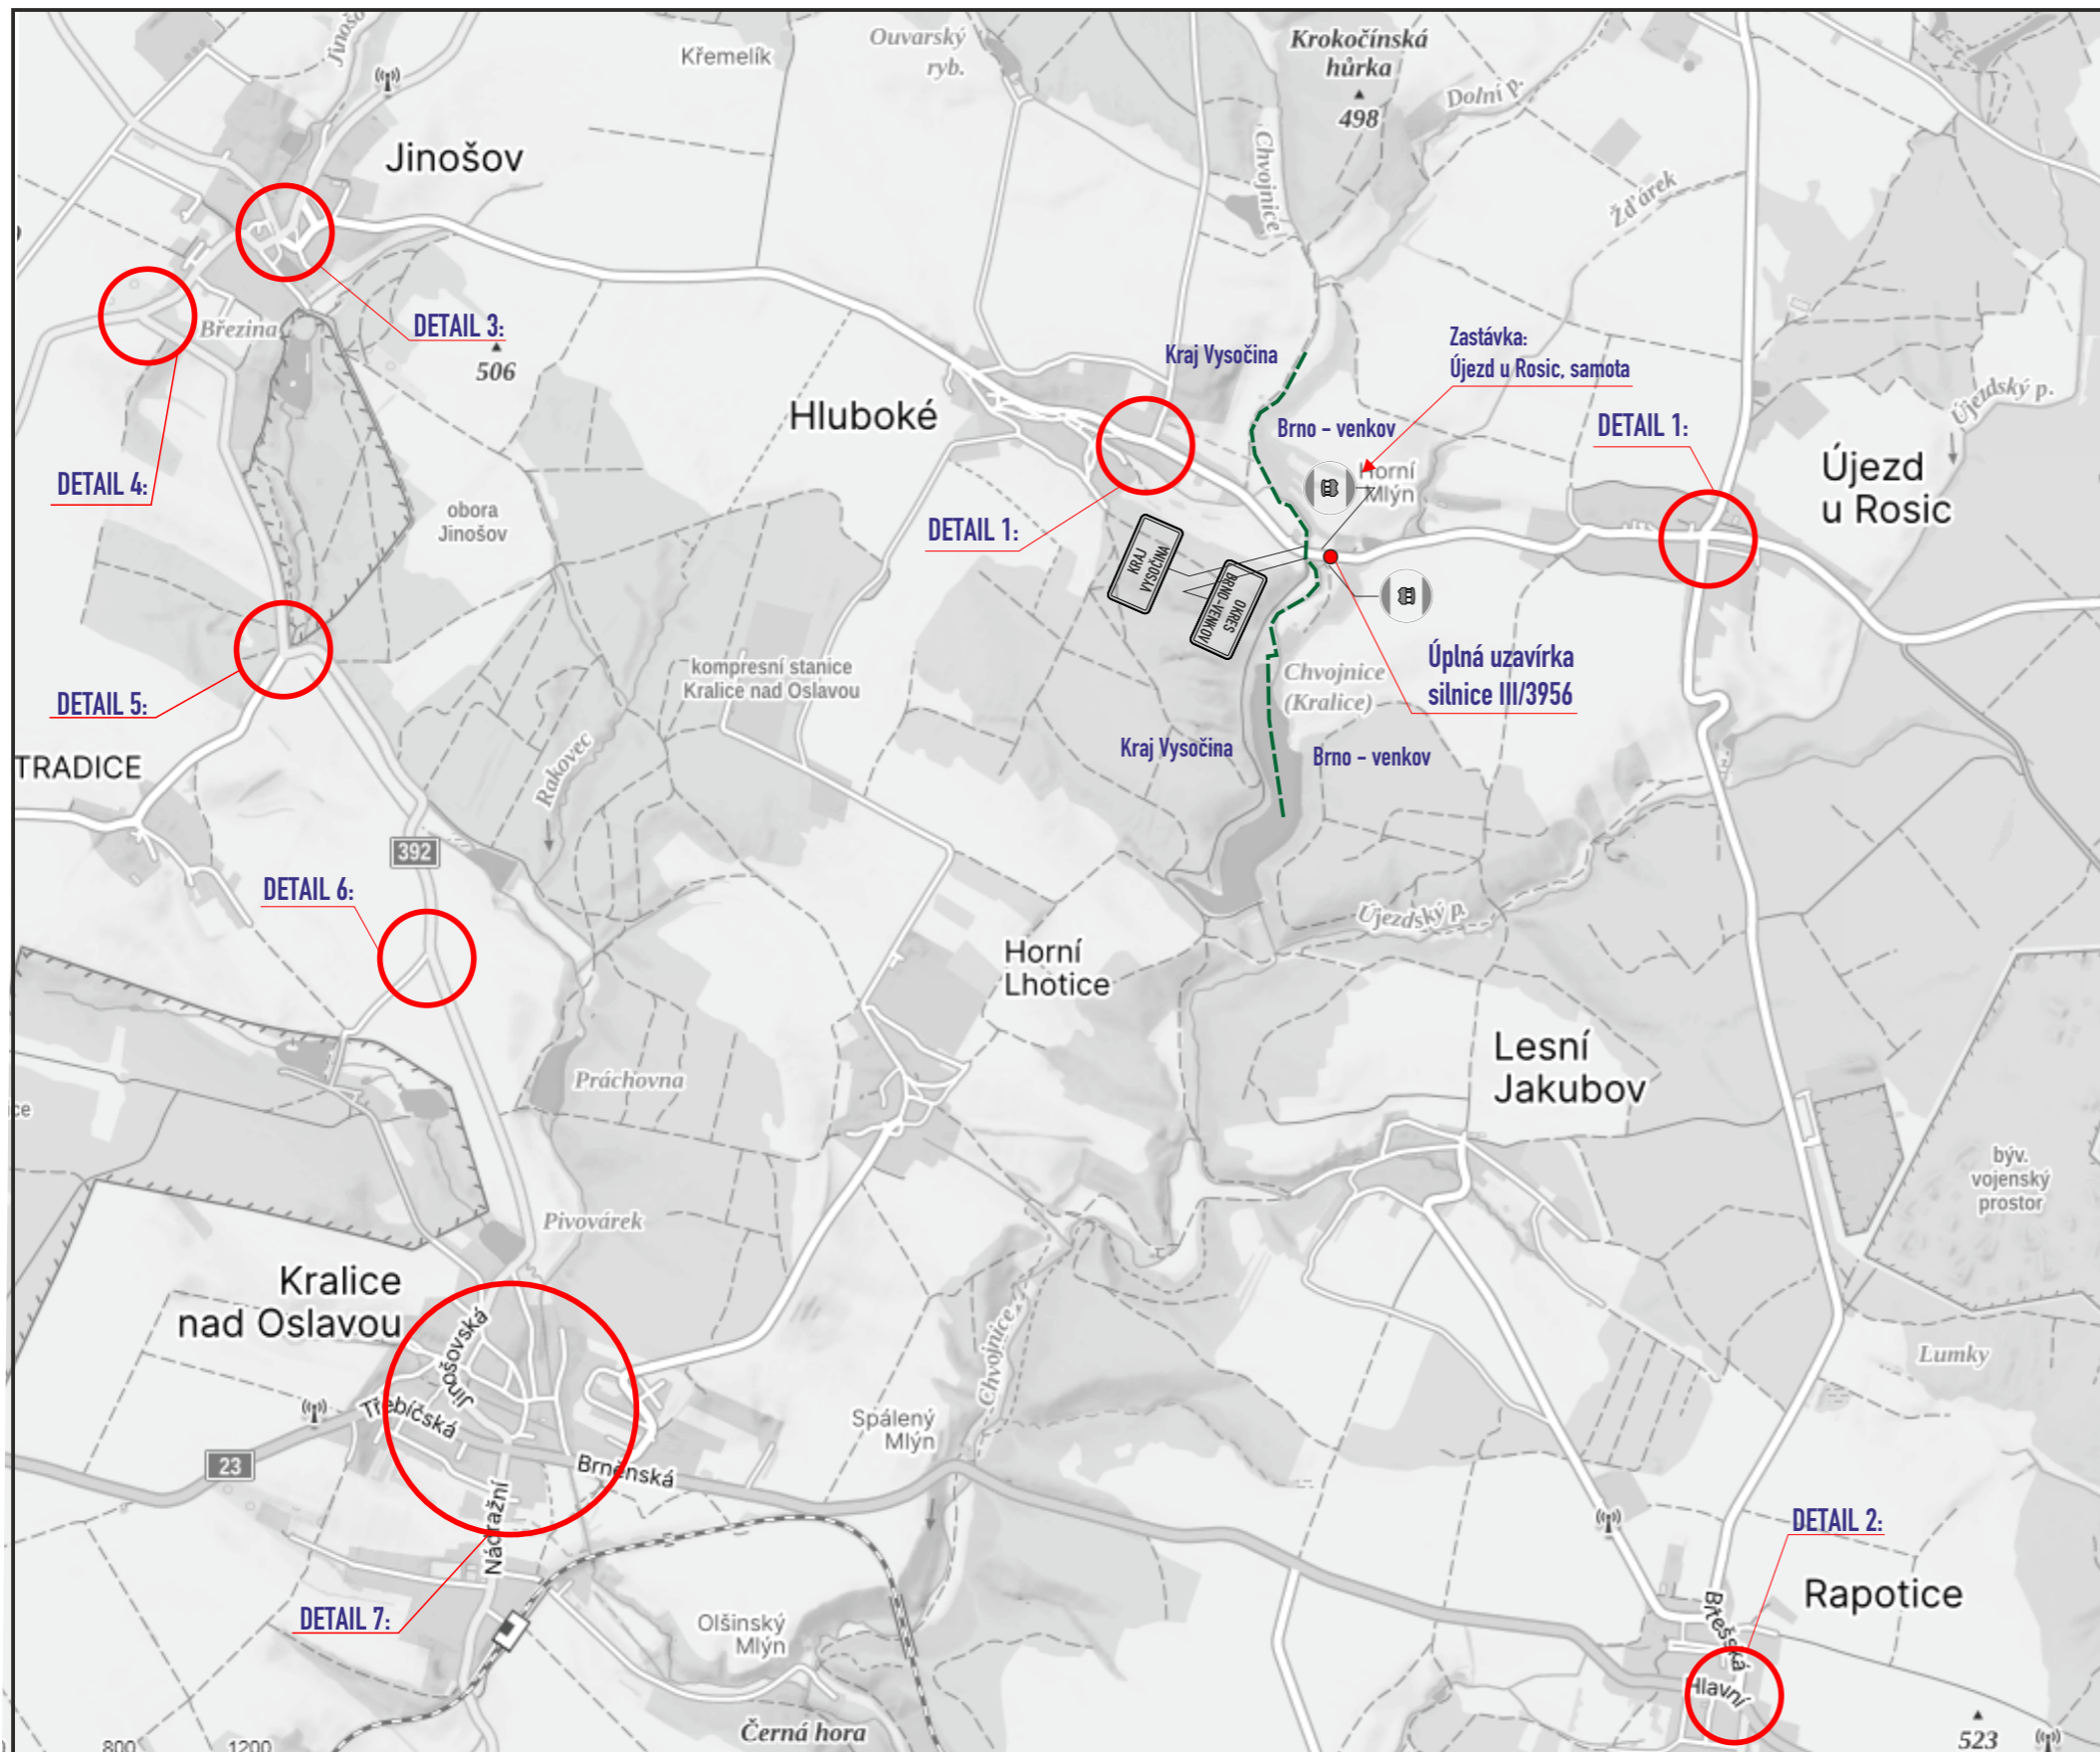 Křemelík
Ouvarský
ryb.
Krokočínská
hůrka
498
Dolní p.
Chvojnice
Žďárek
Jinošov
DETAIL 3:
506
Březina
DETAIL 4:
obora
Jinošov
DETAIL 5:
TRADICE
Hluboké
DETAIL 1:
Kraj Vysočina
Brno - venkov
Zastávka:
Újezd u Rosic, samota
Horní
Mlýn
DETAIL 1:
Újezd
u Rosic
Újezdský p.
KRAJ
VYSOČINA
OKRES
BRNO-VENKOV
Úplná uzavírka
silnice III/3956
Chvojnice
(Kralice)
Kraj Vysočina
Brno - venkov
kompresní stanice
Kralice nad Oslavou
Rakovec
392
DETAIL 6:
Horní
Lhotice
Újezdský p.
Lesní
Jakubov
Práchovna
býv.
vojenský
prostor
Pivovárek
Kralice
nad Oslavou
Jinošovská
Třebíčská
23
Brněnská
Nádražní
DETAIL 7:
Spálený
Mlýn
Chvojnice
Lumky
Olšinský
Mlýn
Černá hora
DETAIL 2:
Rapotice
Bítešská
Hlavní
523
800
1200